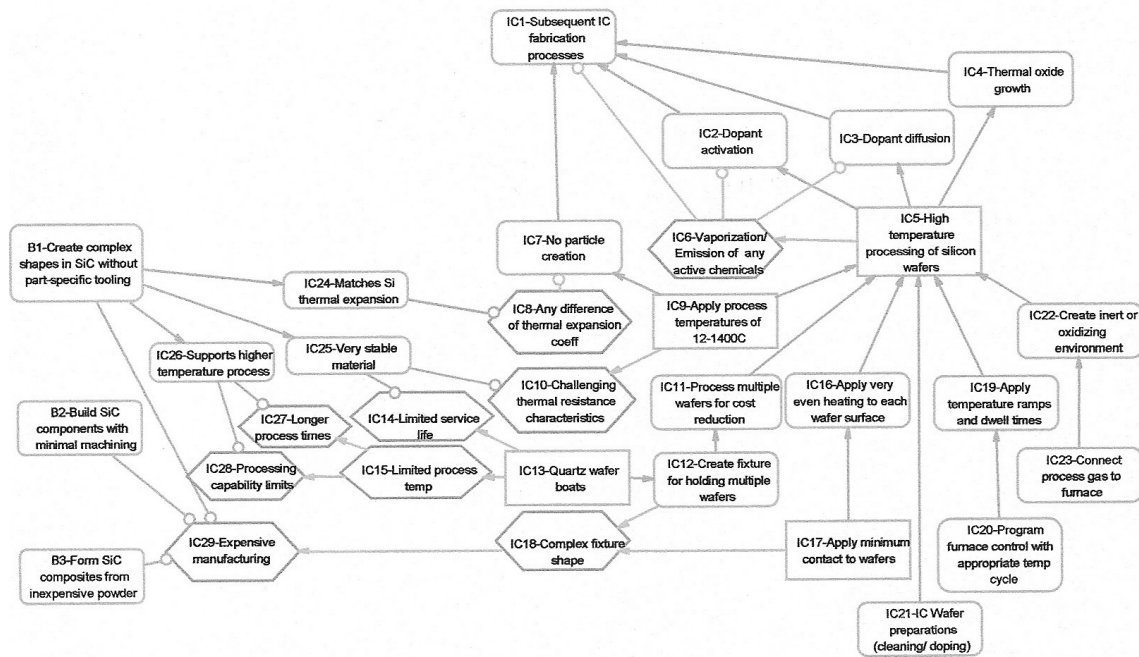 IC1-Subsequent IC
fabrication
processes
IC4-Thermal oxide
growth
IC2-Dopant
activation
IC3-Dopant diffusion
IC5-High
temperature
processing of silicon
wafers
B1-Create complex
shapes in SiC without
part-specific tooling
IC7-No particle
creation
IC6-Vaporization/
Emission of any
active chemicals
IC24-Matches Si
thermal expansion
IC8-Any difference
of thermal expansion
coeff
IC9-Apply process
temperatures of
12-1400C
IC22-Create inert or
oxidizing
environment
IC26-Supports higher
temperature process
IC25-Very stable
material
IC10-Challenging
thermal resistance
characteristics
IC11-Process multiple
wafers for cost
reduction
IC16-Apply very
even heating to each
wafer surface
IC19-Apply
temperature ramps
and dwell times
B2-Build SiC
components with
minimal machining
IC27-Longer
process times
IC14-Limited service
life
IC28-Processing
capability limits
IC15-Limited process
temp
IC13-Quartz wafer
boats
IC12-Create fixture
for holding multiple
wafers
IC23-Connect
process gas to
furnace
IC29-Expensive
manufacturing
IC18-Complex fixture
shape
IC17-Apply minimum
contact to wafers
IC20-Program
furnace control with
appropriate temp
cycle
B3-Form SiC
composites from
inexpensive powder
IC21-IC Wafer
preparations
(cleaning/ doping)